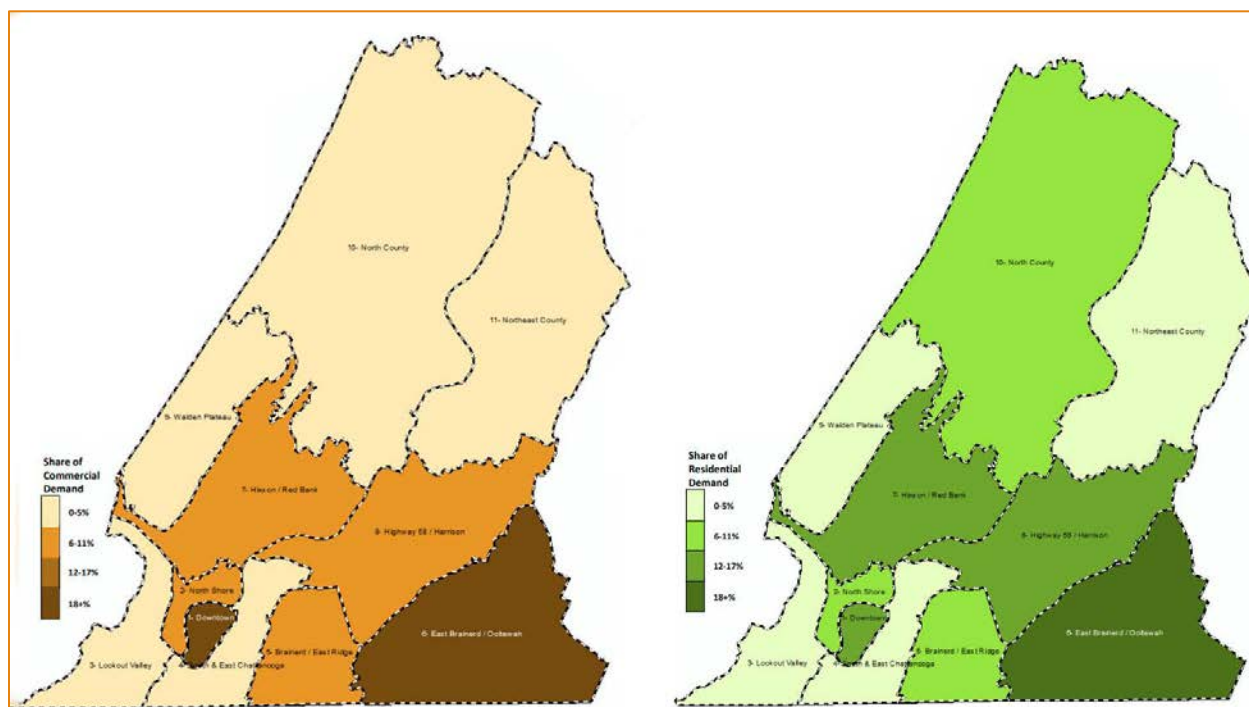 10- North County
11- Northeast County
9- Walden Plateau
Share of
Commercial
Demand
0-5%
6-11%
12-17%
18+%
7- Hixson / Red Bank
8- Highway 58 / Harrison
2- North Shore
1- Downtown
6- East Brainerd / Ooltewah
3- Lookout Valley
4- South & East Chattanooga
5- Brainerd / East Ridge
10- North County
11- Northeast County
9- Walden Plateau
Share of
Residential
Demand
0-5%
6-11%
12-17%
18+%
7- Hixson / Red Bank
8- Highway 58 / Harrison
2- North Shore
1- Downtown
6- East Brainerd / Ooltewah
3- Lookout Valley
4- South & East Chattanooga
5- Brainerd / East Ridge